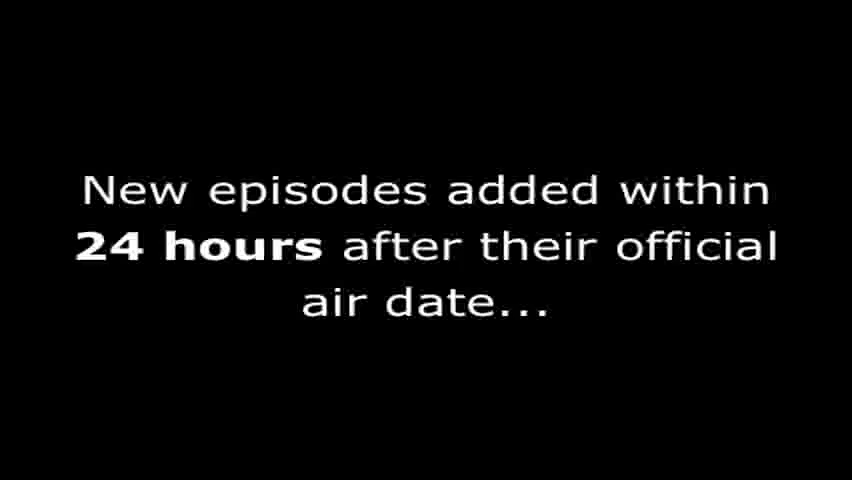 New episodes added within
24 hours after their official
air date...